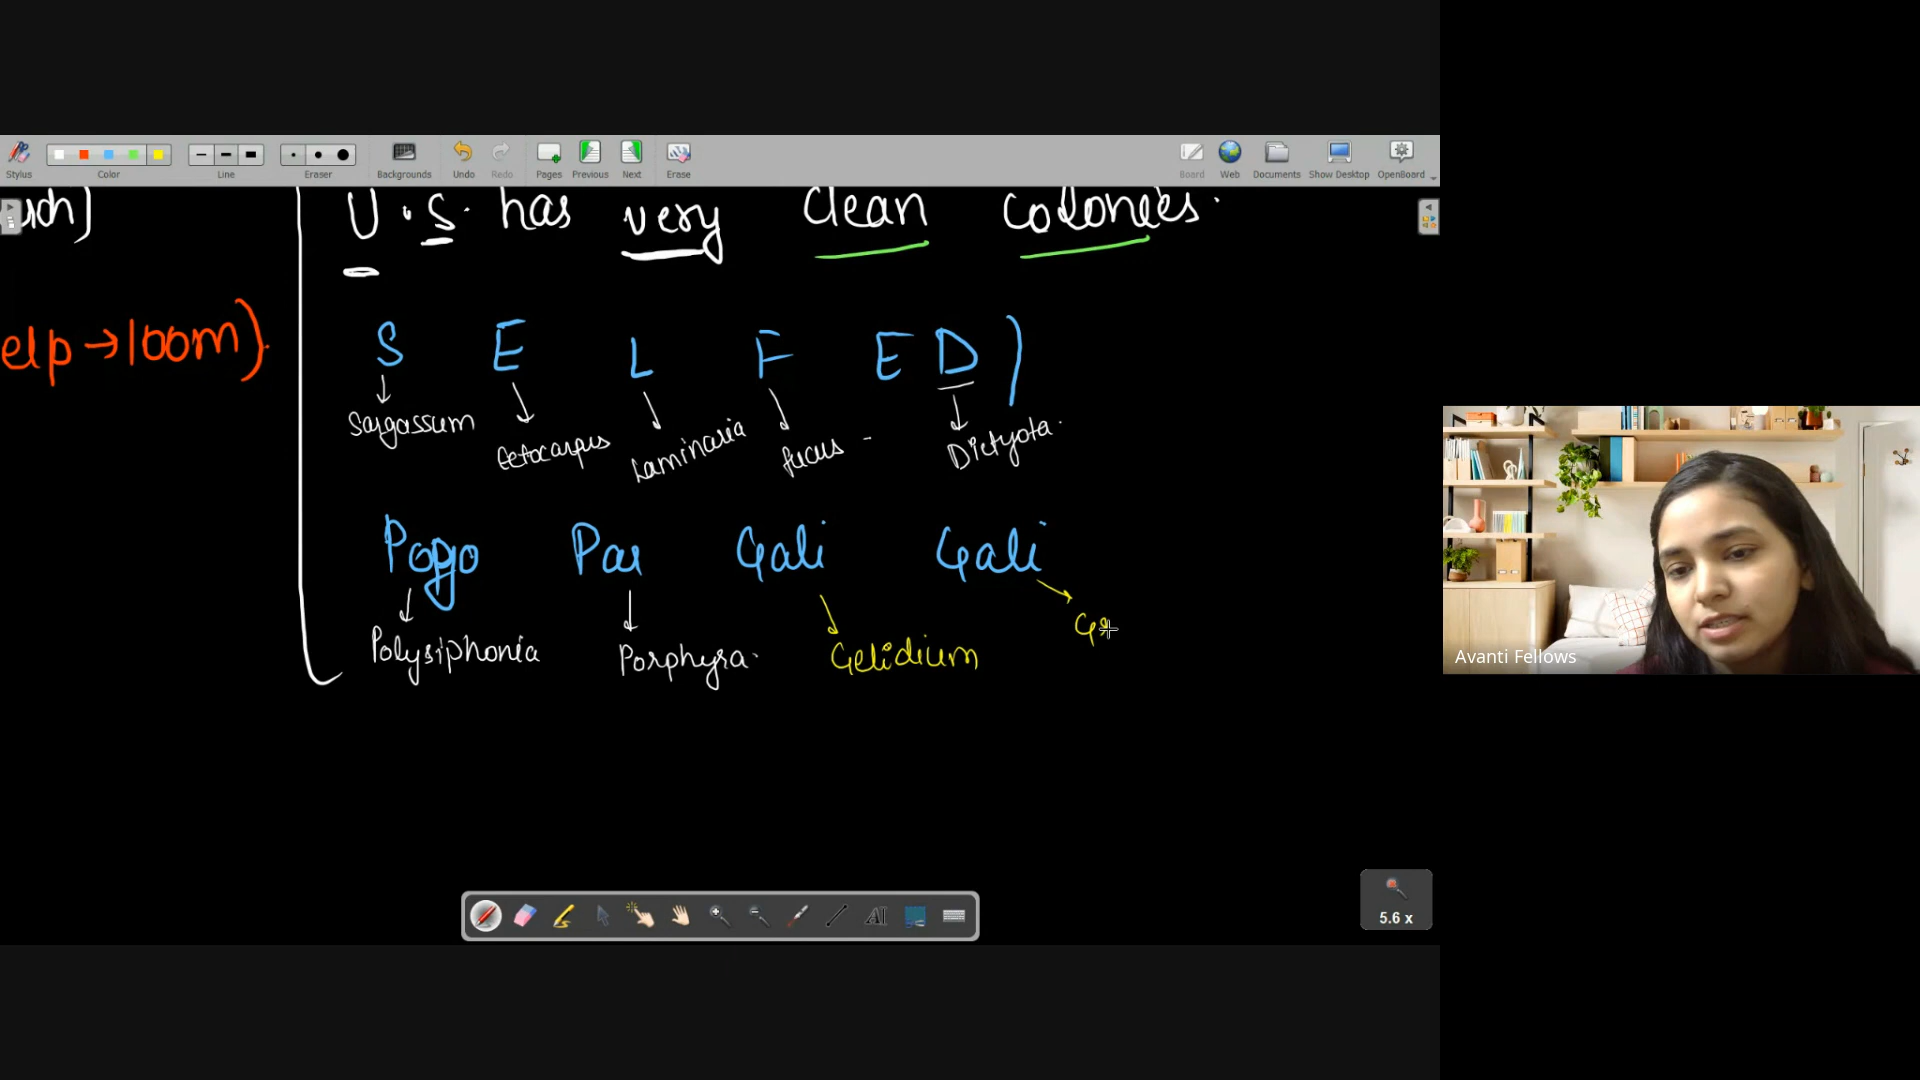 Stylus Color Line Eraser Backgrounds Undo Redo Pages Previous Next Erase Board Web Documents Show Desktop OpenBoard
U.S. has very clean colonies.
elp → 100m).
S E L F E D )
Sargassum Ectocarpus Laminaria fucus - Dictyota.
Pogo Par Gali Gali
Polysiphonia Porphyra. Gelidium
Avanti Fellows
5.6 x